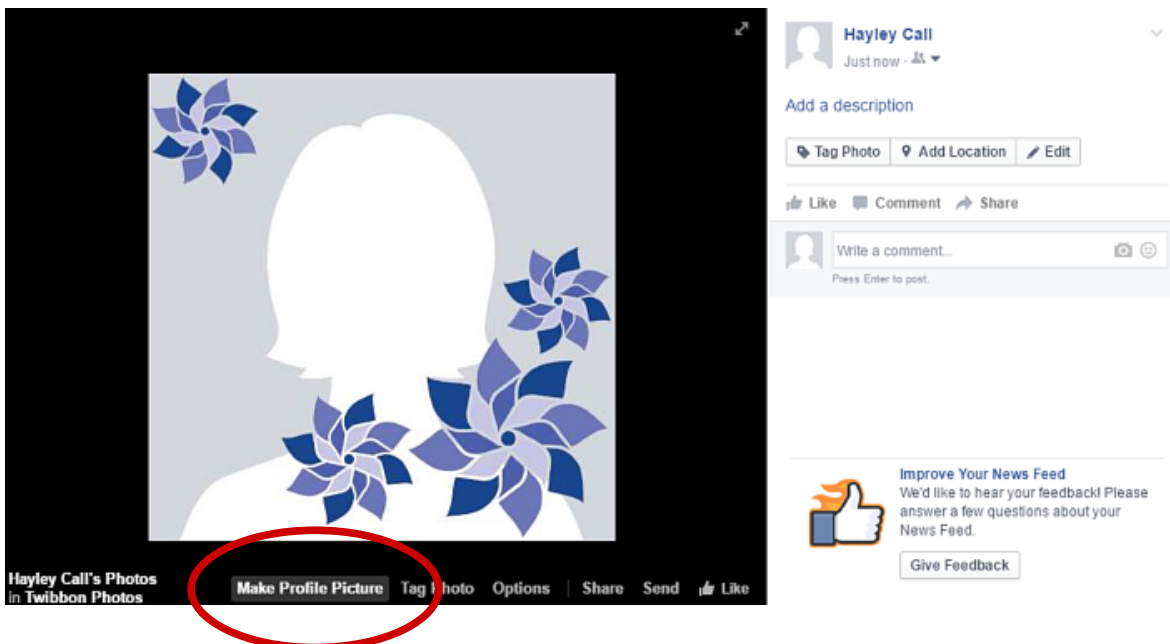 Hayley Call
Just now ·
Add a description
Tag Photo Add Location Edit
Like Comment Share
Write a comment...
Press Enter to post.
Improve Your News Feed
We'd like to hear your feedback! Please
answer a few questions about your
News Feed.
Give Feedback
Hayley Call's Photos
in Twibbon Photos
Make Profile Picture Tag Photo Options Share Send Like